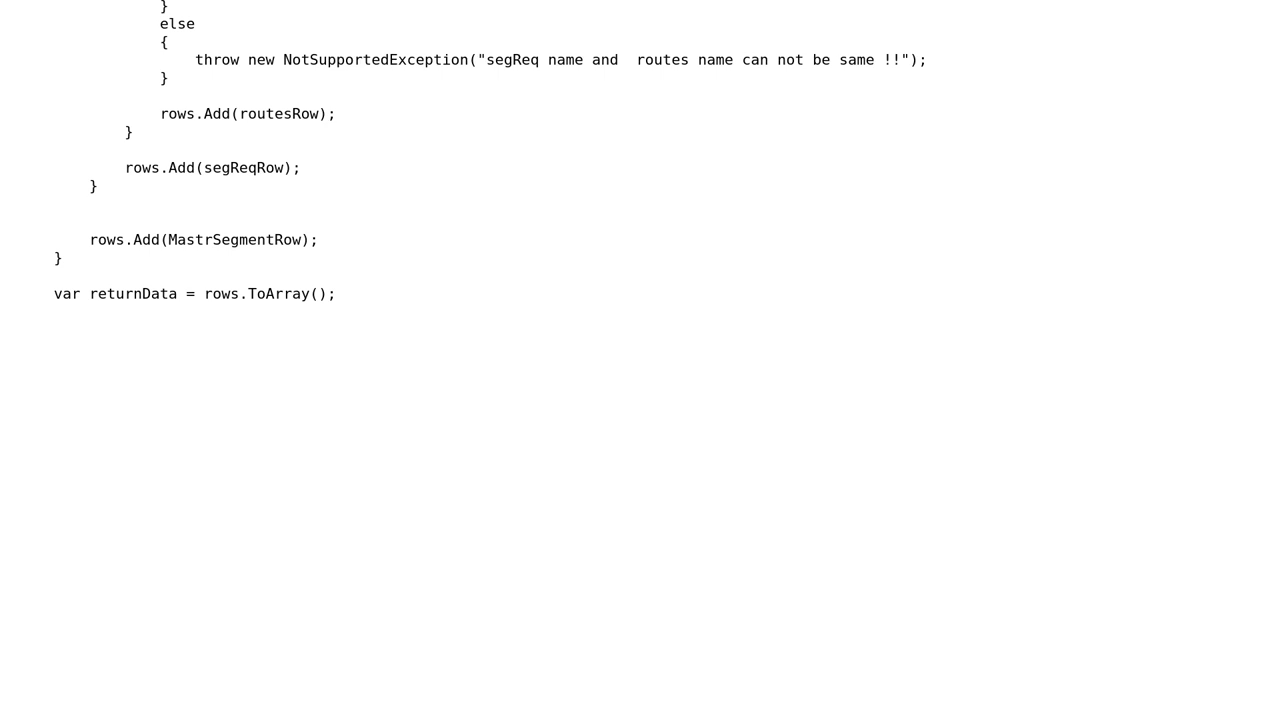 }
                else
                {
                    throw new NotSupportedException("segReq name and  routes name can not be same !!");
                }

                rows.Add(routesRow);
            }

            rows.Add(segReqRow);
        }


        rows.Add(MastrSegmentRow);
    }

    var returnData = rows.ToArray();